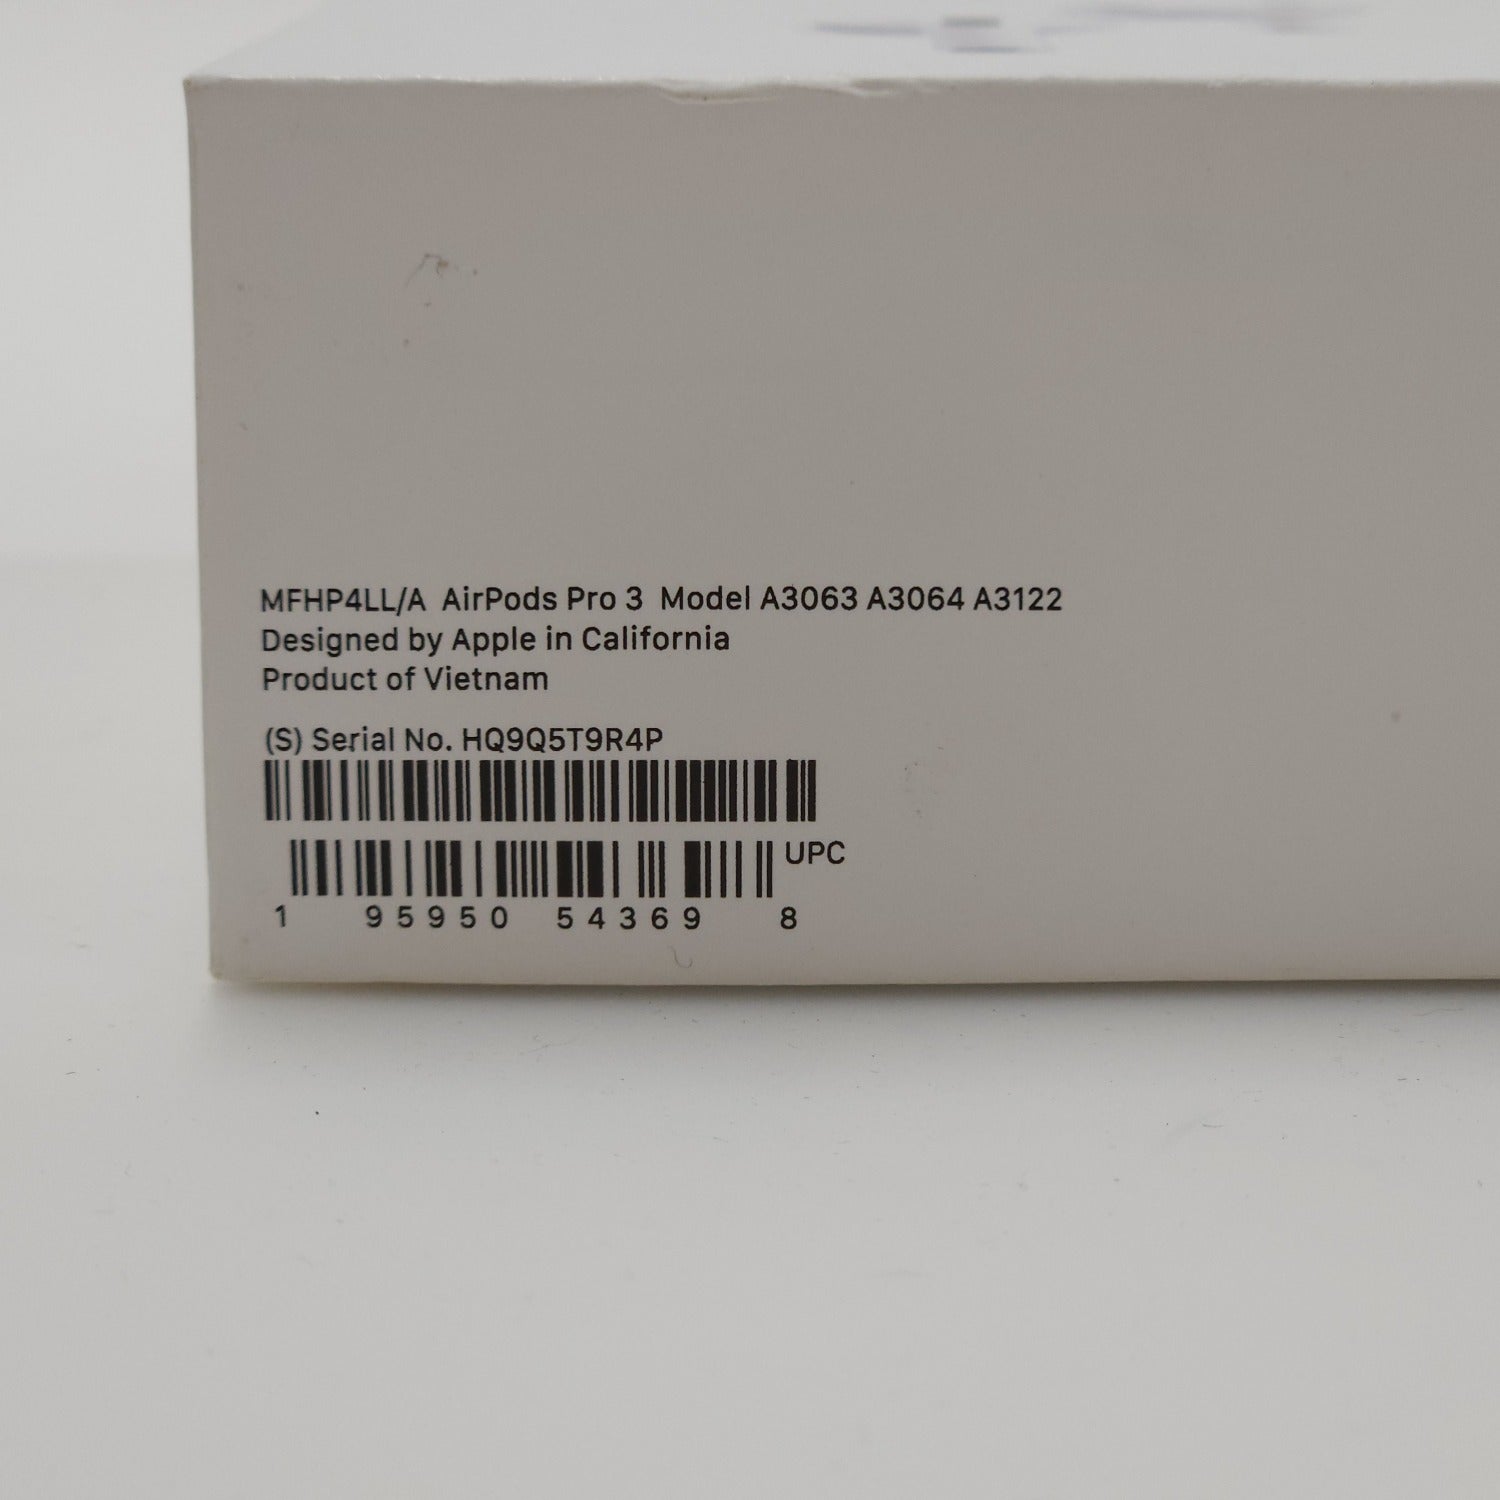 MFHP4LL/A AirPods Pro 3 Model A3063 A3064 A3122
Designed by Apple in California
Product of Vietnam
(S) Serial No. HQ9Q5T9R4P
UPC
1 95950 54369 8